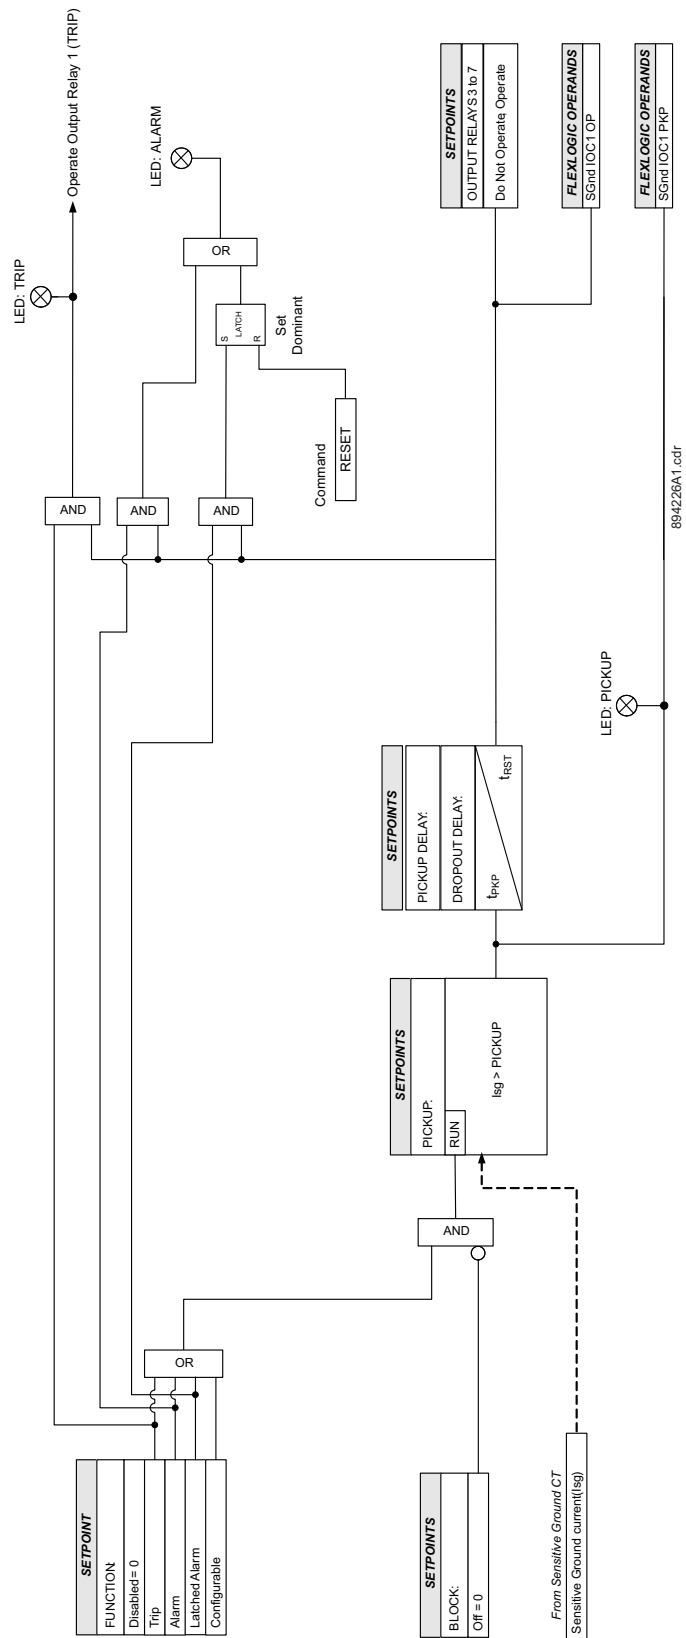 SETPOINT
FUNCTION:
Disabled = 0
Trip
Alarm
Latched Alarm
Configurable
OR
SETPOINTS
BLOCK:
Off = 0
From Sensitive Ground CT
Sensitive Ground current(Isg)
AND
SETPOINTS
PICKUP:
RUN
Isg > PICKUP
SETPOINTS
PICKUP DELAY:
DROPOUT DELAY:
tPKP
tRST
LED: PICKUP
AND
AND
AND
Command
RESET
S
LATCH
R
Set
Dominant
OR
LED: TRIP
LED: ALARM
Operate Output Relay 1 (TRIP)
SETPOINTS
OUTPUT RELAYS 3 to 7
Do Not Operate, Operate
FLEXLOGIC OPERANDS
SGnd IOC1 OP
FLEXLOGIC OPERANDS
SGnd IOC1 PKP
894226A1.cdr